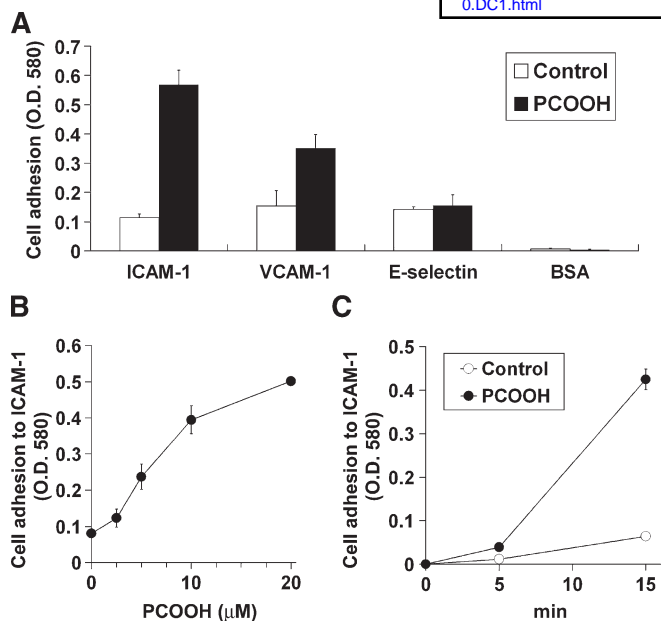 0.DC1.html
A
Cell adhesion (O.D. 580)
0.7
0.6
0.5
0.4
0.3
0.2
0.1
0
Control
PCOOH
ICAM-1 VCAM-1 E-selectin BSA
B
Cell adhesion to ICAM-1
(O.D. 580)
0.6
0.5
0.4
0.3
0.2
0.1
0
0 10 20
PCOOH (μM)
C
Cell adhesion to ICAM-1
(O.D. 580)
0.5
0.4
0.3
0.2
0.1
0
Control
PCOOH
0 5 10 15
min